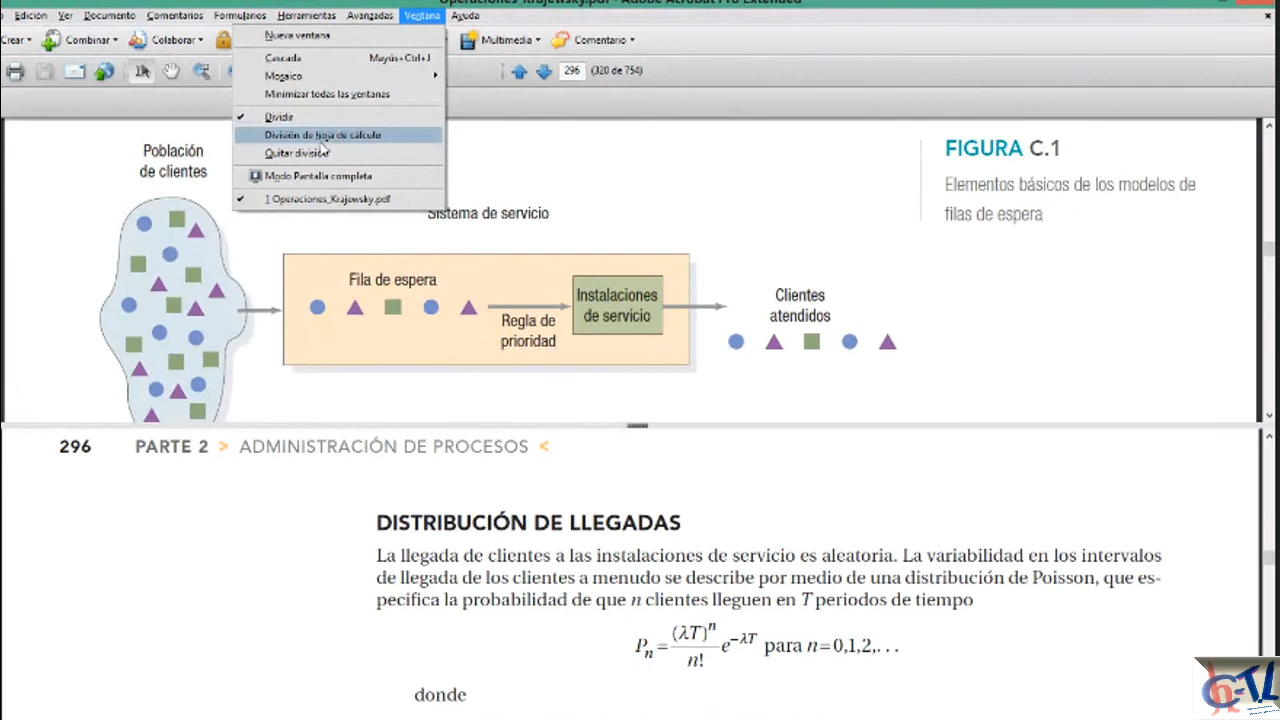 Operaciones_Krajewsky.pdf - Adobe Acrobat Pro Extended
Edición Ver Documento Comentarios Formularios Herramientas Avanzadas Ventana Ayuda
Crear Combinar Colaborar Multimedia Comentario
296 (320 de 754)
Nueva ventana
Cascada Mayús+Ctrl+J
Mosaico
Minimizar todas las ventanas
Dividir
División de hoja de cálculo
Quitar división
Modo Pantalla completa
1 Operaciones_Krajewsky.pdf
Población
de clientes
Sistema de servicio
FIGURA C.1
Elementos básicos de los modelos de
filas de espera
Fila de espera
Regla de
prioridad
Instalaciones
de servicio
Clientes
atendidos
296 PARTE 2 > ADMINISTRACIÓN DE PROCESOS <
DISTRIBUCIÓN DE LLEGADAS
La llegada de clientes a las instalaciones de servicio es aleatoria. La variabilidad en los intervalos
de llegada de los clientes a menudo se describe por medio de una distribución de Poisson, que es-
pecifica la probabilidad de que n clientes lleguen en T periodos de tiempo
Pₙ = (λT)ⁿ / n! e^(−λT) para n = 0,1,2,. . .
donde